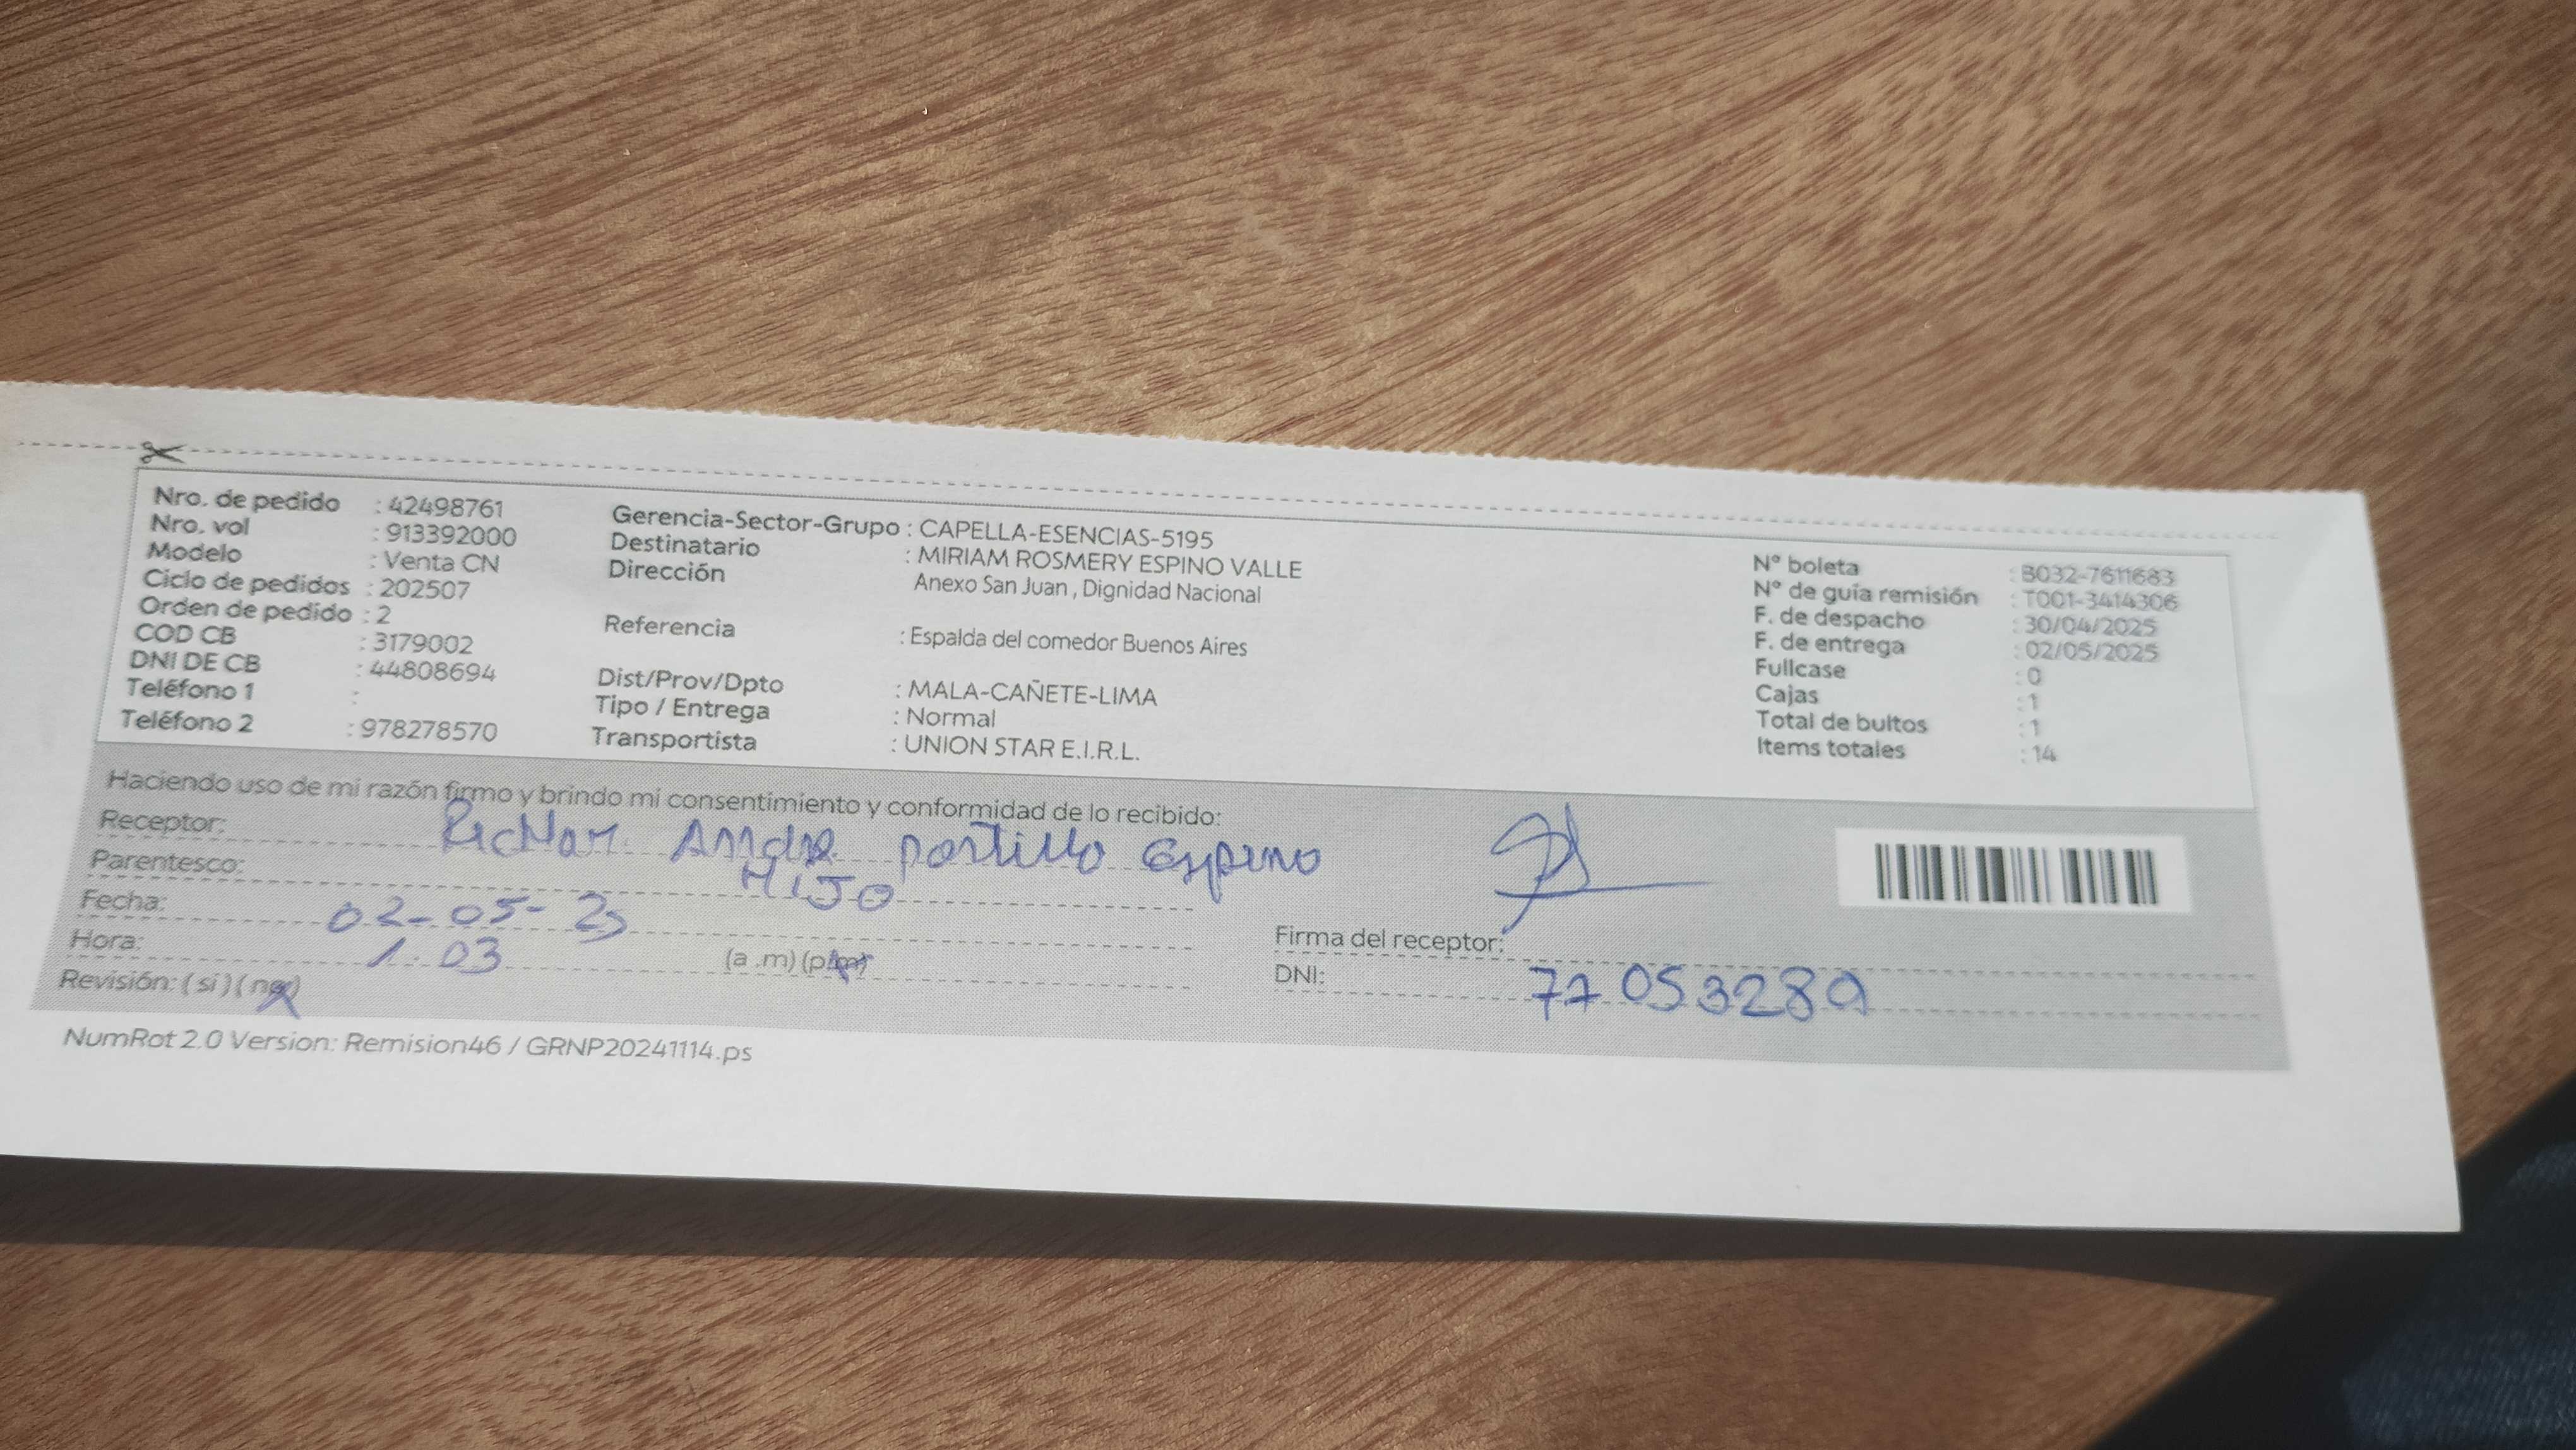 Nro. de pedido : 42498761
Nro. vol : 913392000
Modelo : Venta CN
Ciclo de pedidos : 202507
Orden de pedido : 2
COD CB : 3179002
DNI DE CB : 44808694
Teléfono 1 :
Teléfono 2 : 978278570
Gerencia-Sector-Grupo : CAPELLA-ESENCIAS-5195
Destinatario : MIRIAM ROSMERY ESPINO VALLE
Dirección Anexo San Juan , Dignidad Nacional
Referencia : Espalda del comedor Buenos Aires
Dist/Prov/Dpto : MALA-CAÑETE-LIMA
Tipo / Entrega : Normal
Transportista : UNION STAR E.I.R.L.
N° boleta : B032-7611683
N° de guía remisión : T001-3414306
F. de despacho : 30/04/2025
F. de entrega : 02/05/2025
Fullcase : 0
Cajas : 1
Total de bultos : 1
Items totales : 14
Haciendo uso de mi razón firmo y brindo mi consentimiento y conformidad de lo recibido:
Receptor: Portillo Espino
Parentesco: HIJO
Fecha: 02-05-25
Hora: 1:03 (a .m) (p.m)
Revisión: ( si ) ( no )
Firma del receptor:
DNI:
NumRot 2.0 Version: Remision46 / GRNP20241114.ps